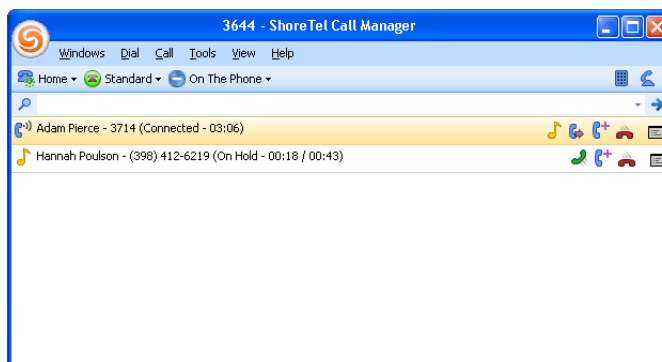 3644 - ShoreTel Call Manager
Windows Dial Call Tools View Help
Home Standard On The Phone
Adam Pierce - 3714 (Connected - 03:06)
Hannah Poulson - (398) 412-6219 (On Hold - 00:18 / 00:43)